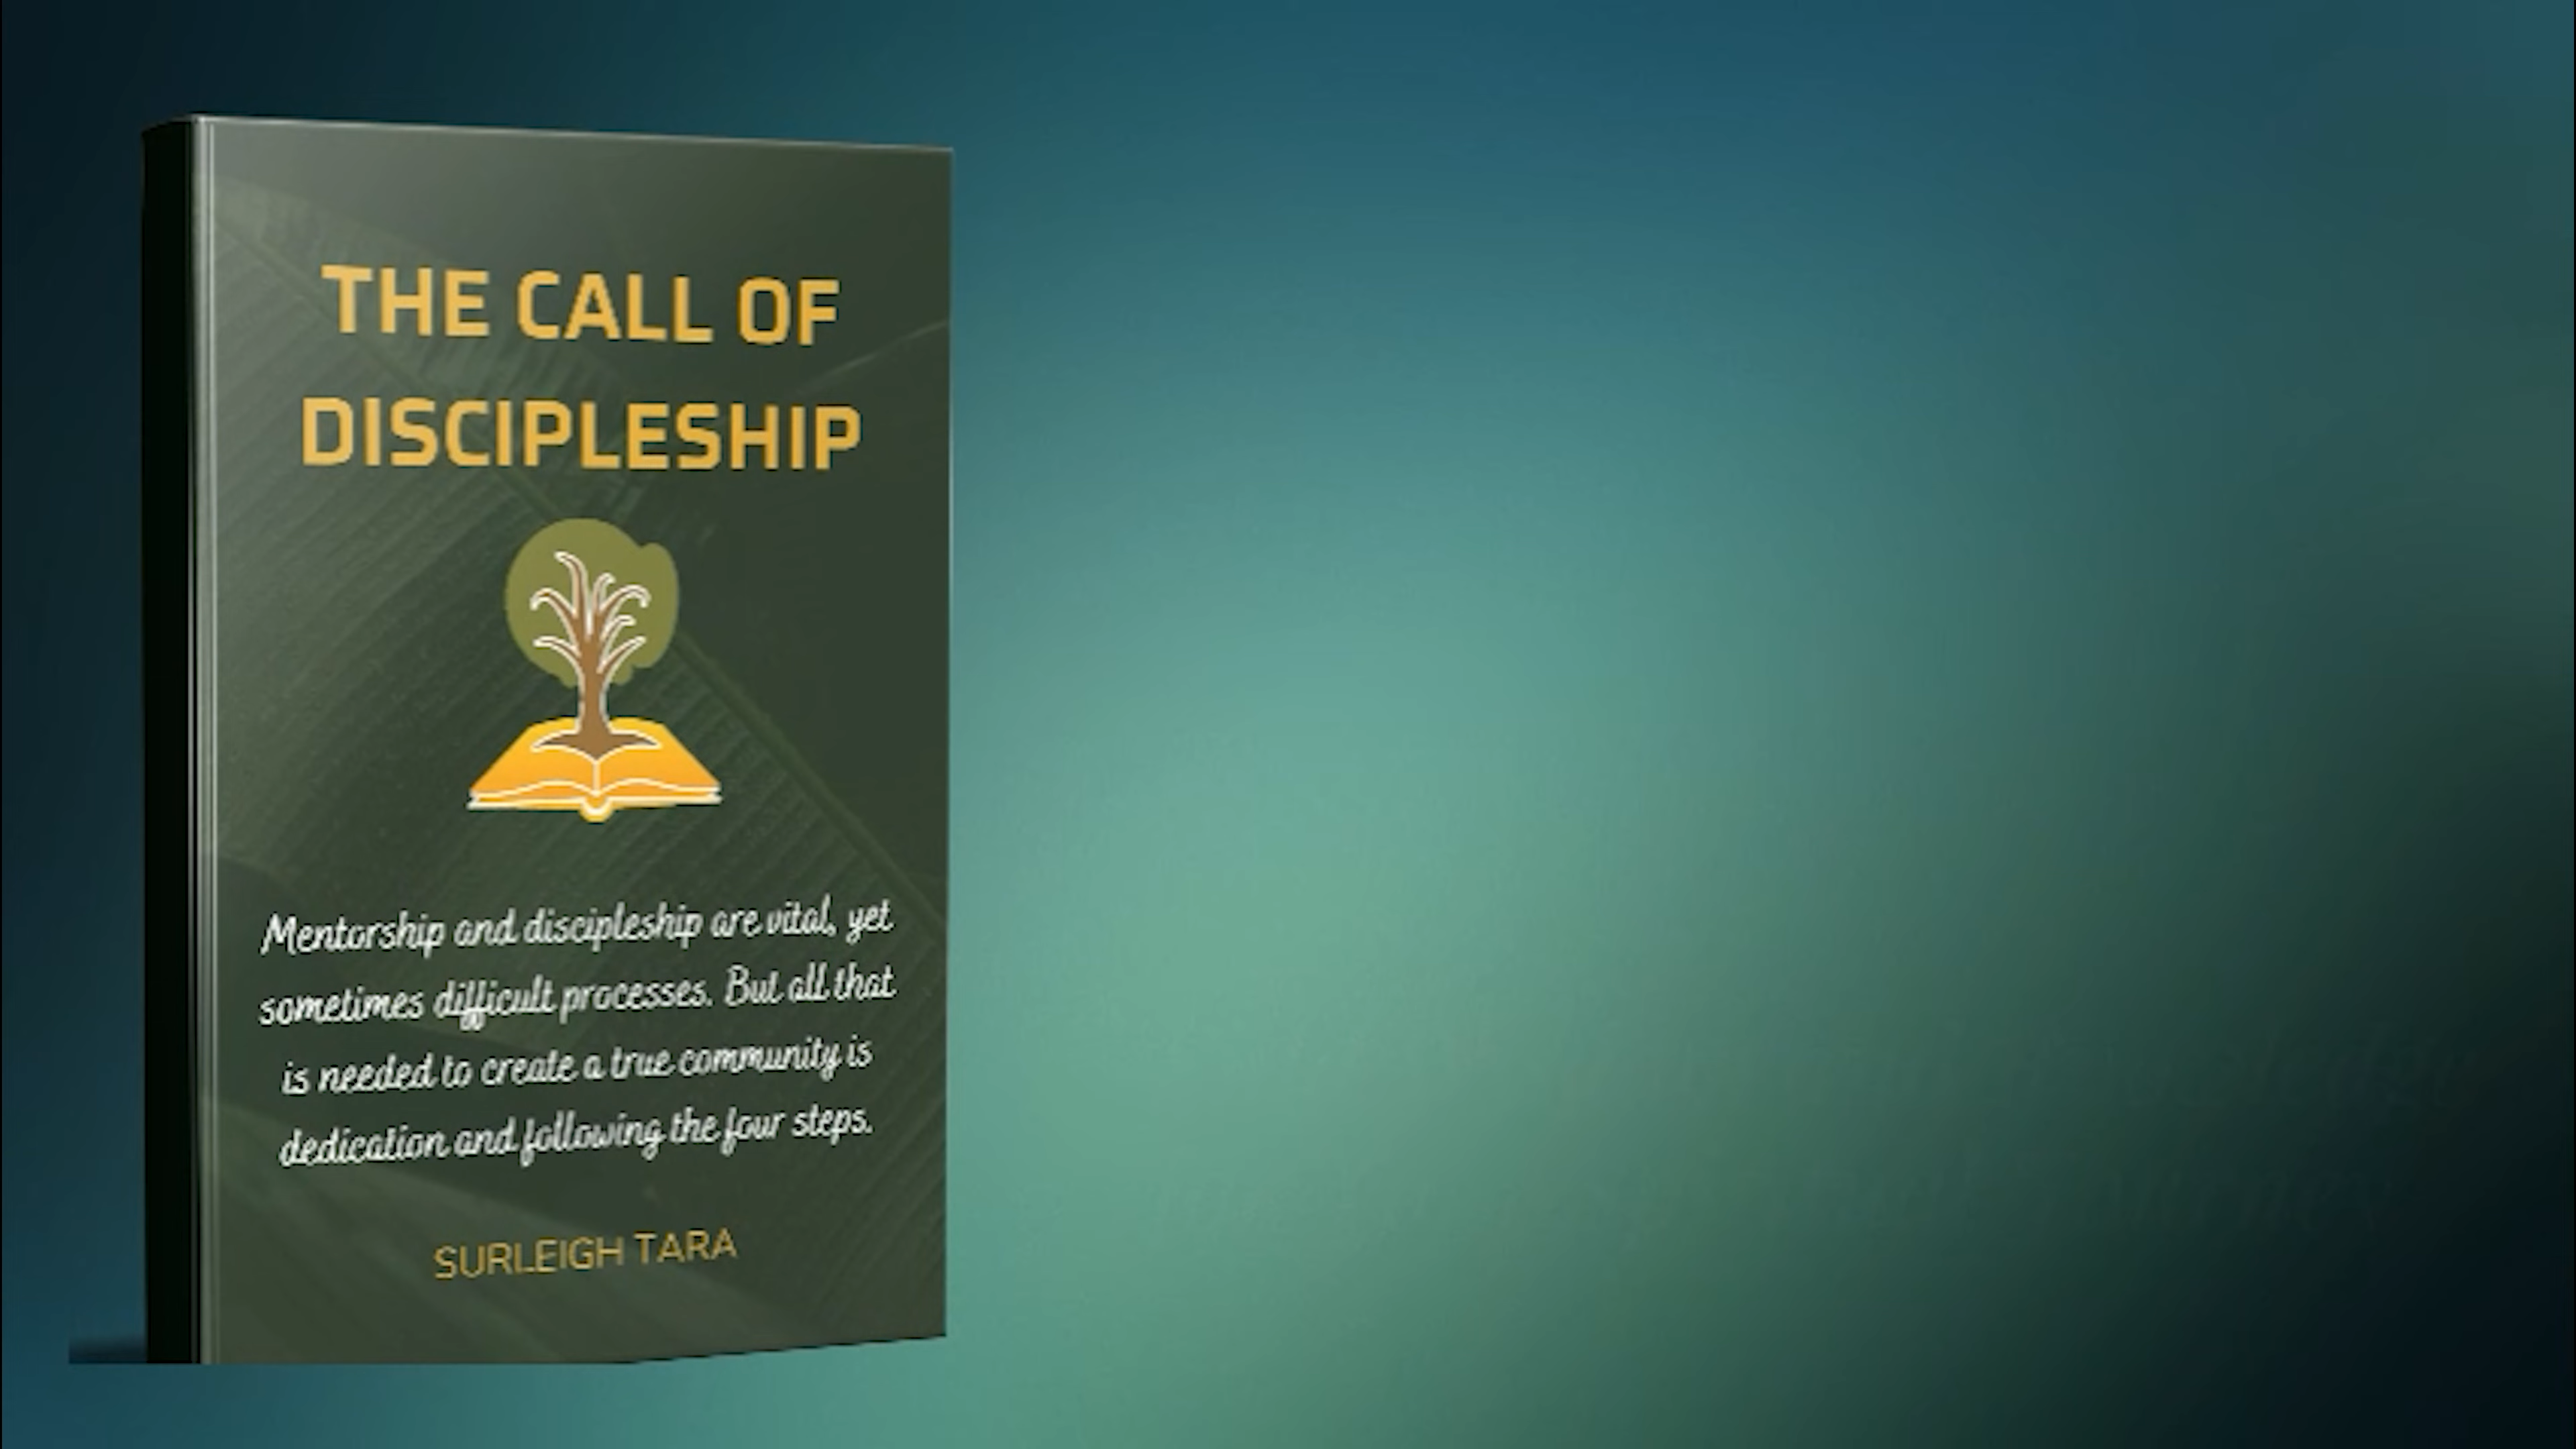 THE CALL OF
DISCIPLESHIP
Mentorship and discipleship are vital, yet
sometimes difficult processes. But all that
is needed to create a true community is
dedication and following the four steps.
SURLEIGH TARA